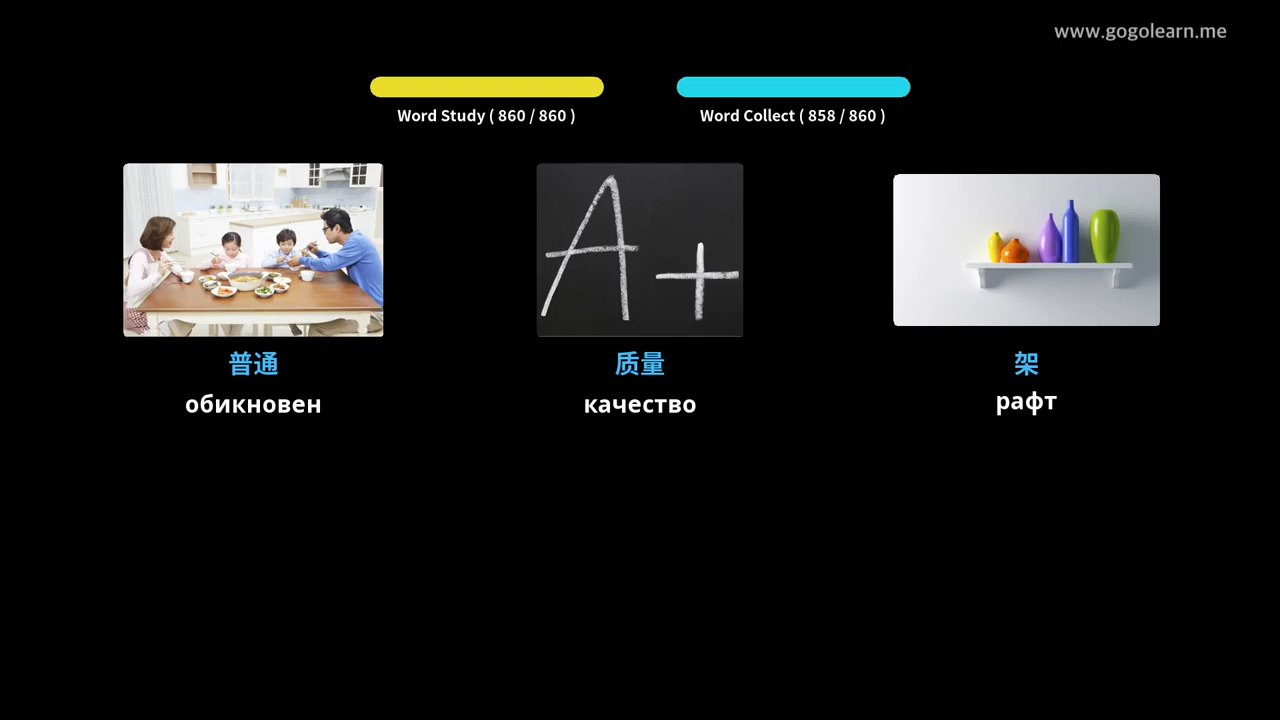 www.gogolearn.me
Word Study ( 860 / 860 )
Word Collect ( 858 / 860 )
A+
普通
质量
架
обикновен
качество
рафт